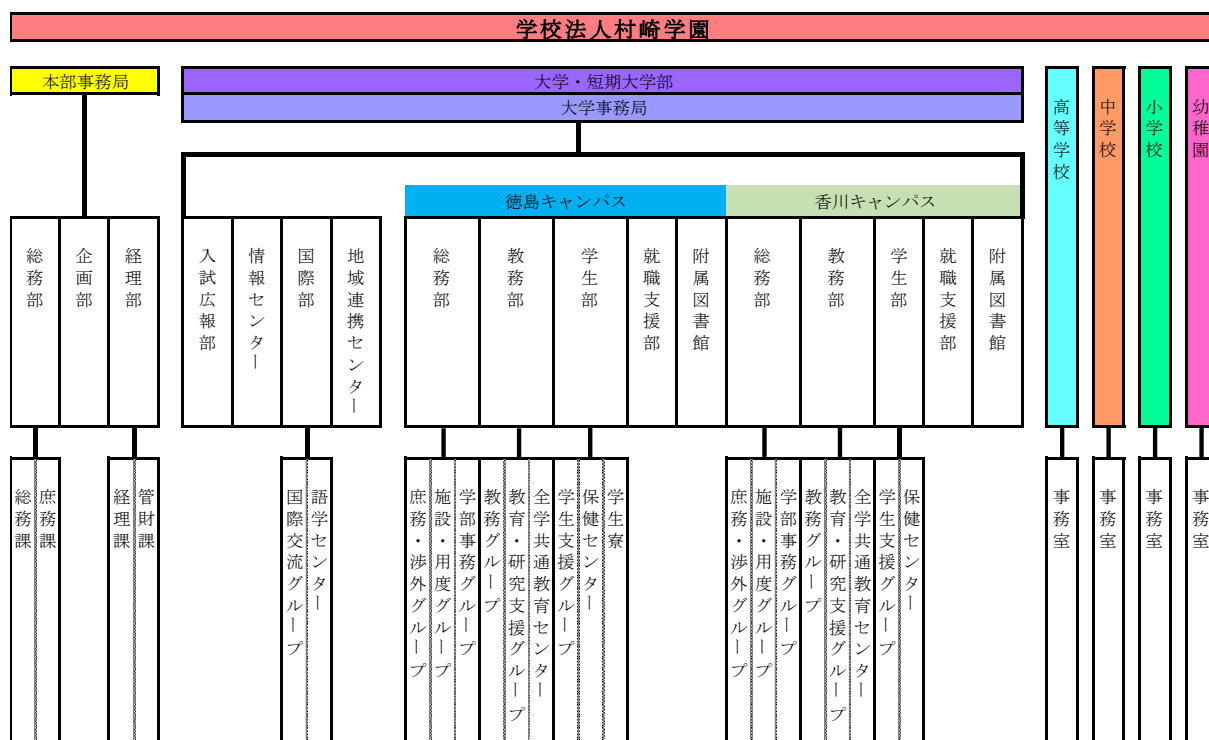 学校法人村崎学園
本部事務局
大学・短期大学部
大学事務局
高等学校
中学校
小学校
幼稚園
徳島キャンパス
香川キャンパス
総務部
企画部
経理部
入試広報部
情報センター
国際部
地域連携センター
総務部
教務部
学生部
就職支援部
附属図書館
総務部
教務部
学生部
就職支援部
附属図書館
総務課
庶務課
経理課
管財課
国際交流グループ
語学センター
庶務・渉外グループ
施設・用度グループ
学部事務グループ
教務グループ
教育・研究支援グループ
全学共通教育センター
学生支援グループ
保健センター
学生寮
庶務・渉外グループ
施設・用度グループ
学部事務グループ
教務グループ
教育・研究支援グループ
全学共通教育センター
学生支援グループ
保健センター
事務室
事務室
事務室
事務室